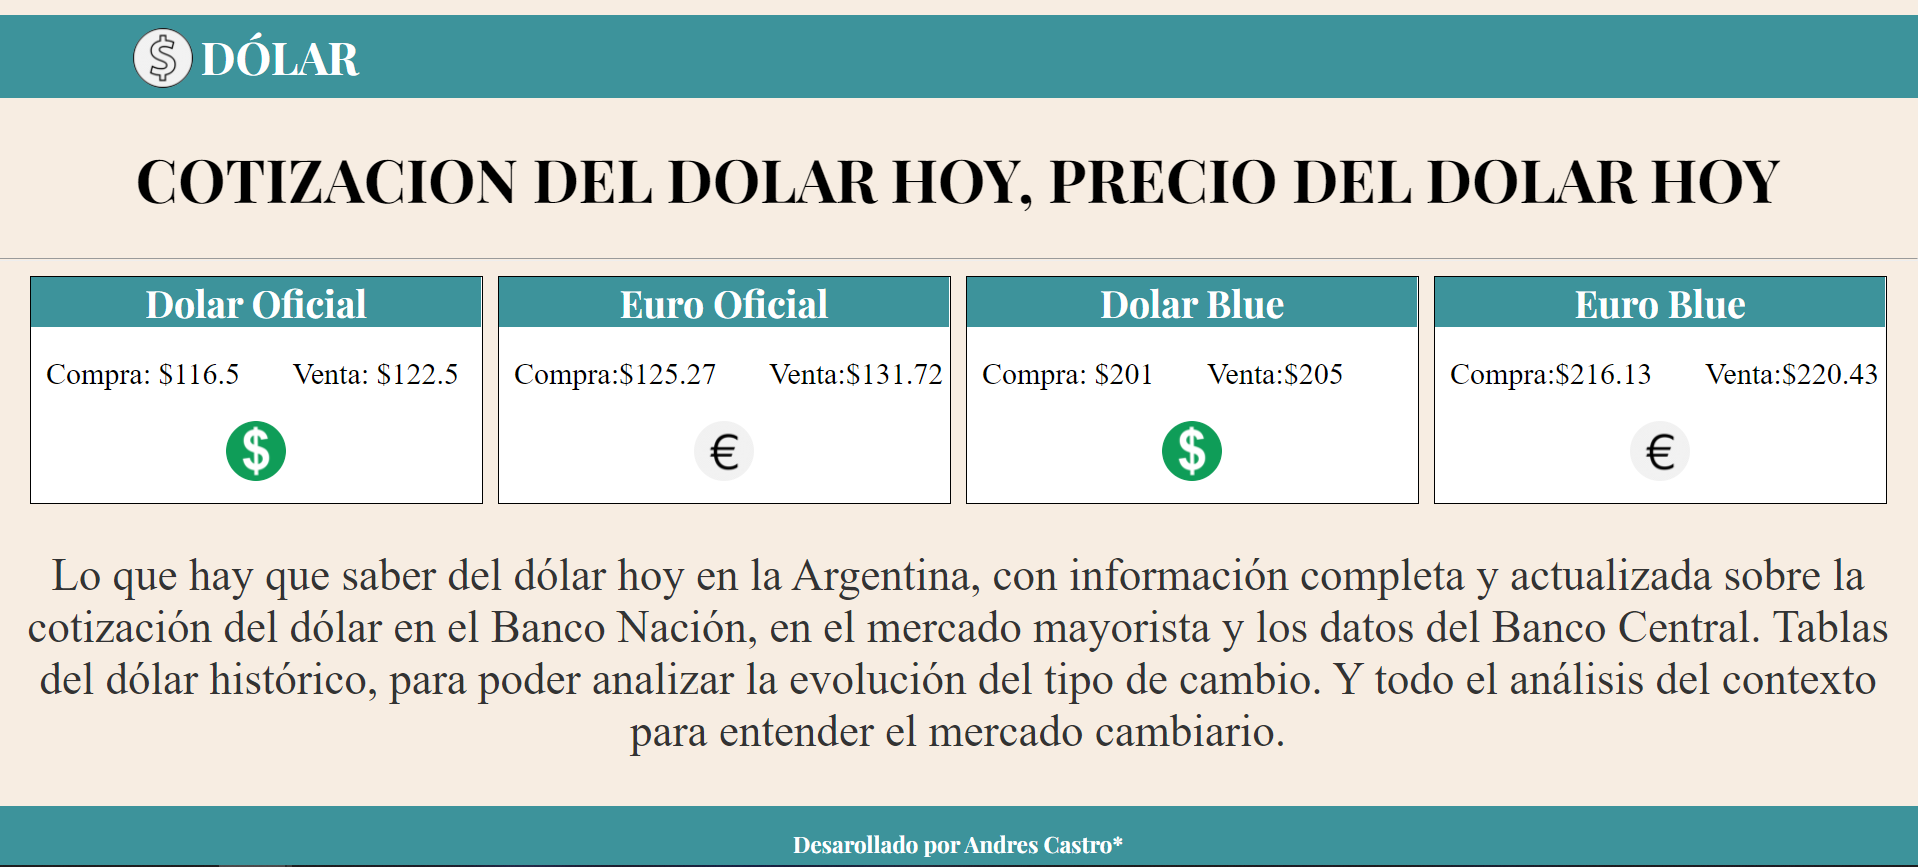 DÓLAR
COTIZACION DEL DOLAR HOY, PRECIO DEL DOLAR HOY
Dolar Oficial
Compra: $116.5 Venta: $122.5
$
Euro Oficial
Compra:$125.27 Venta:$131.72
€
Dolar Blue
Compra: $201 Venta:$205
$
Euro Blue
Compra:$216.13 Venta:$220.43
€
Lo que hay que saber del dólar hoy en la Argentina, con información completa y actualizada sobre la
cotización del dólar en el Banco Nación, en el mercado mayorista y los datos del Banco Central. Tablas
del dólar histórico, para poder analizar la evolución del tipo de cambio. Y todo el análisis del contexto
para entender el mercado cambiario.
Desarollado por Andres Castro*